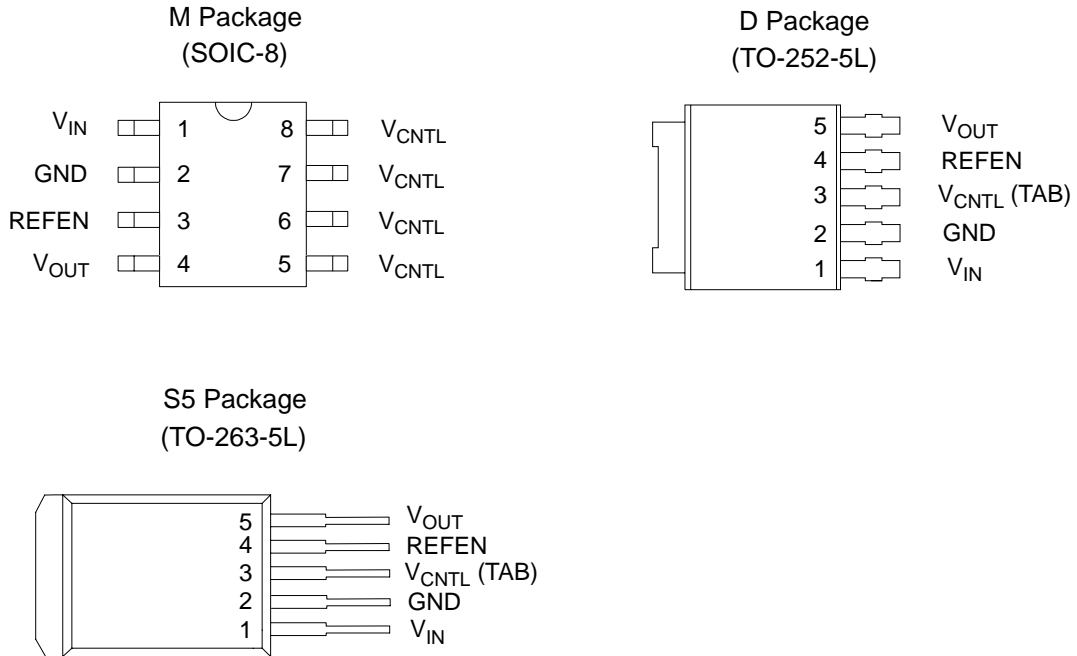 M Package
(SOIC-8)
V_IN 1 8 V_CNTL
GND 2 7 V_CNTL
REFEN 3 6 V_CNTL
V_OUT 4 5 V_CNTL
D Package
(TO-252-5L)
5 V_OUT
4 REFEN
3 V_CNTL (TAB)
2 GND
1 V_IN
S5 Package
(TO-263-5L)
5 V_OUT
4 REFEN
3 V_CNTL (TAB)
2 GND
1 V_IN